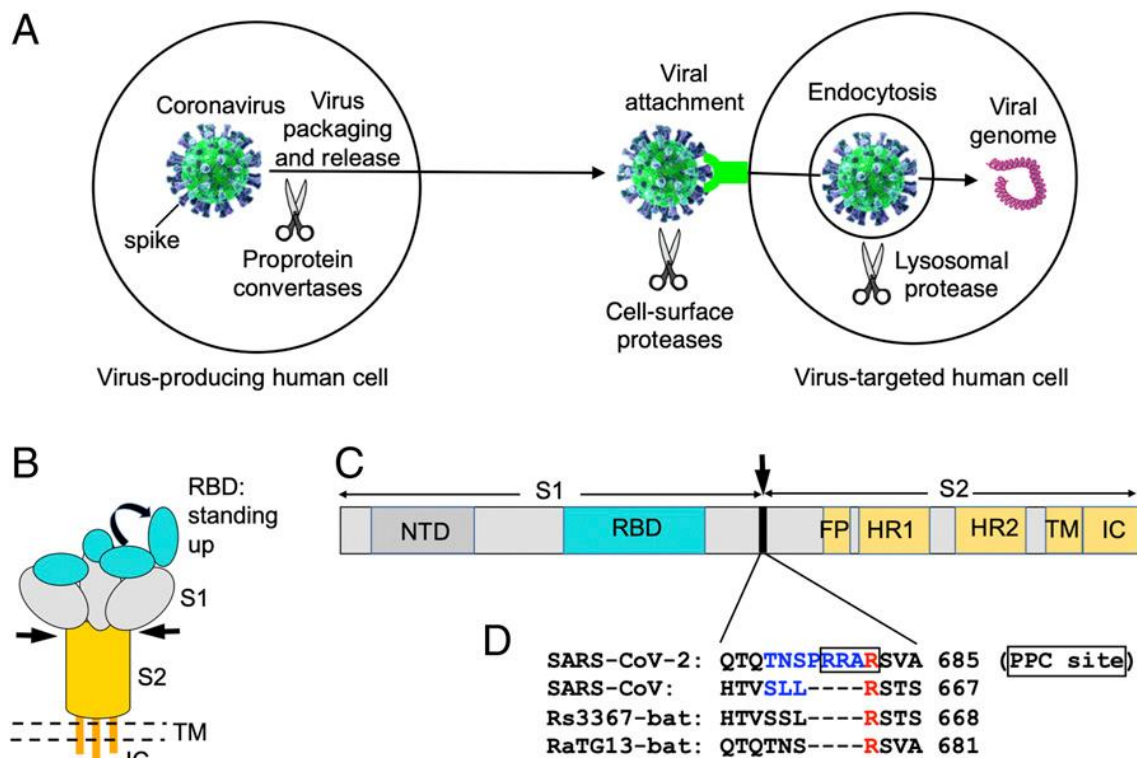 A
Coronavirus
Virus
packaging
and release
spike
Proprotein
convertases
Virus-producing human cell
Viral
attachment
Cell-surface
proteases
Endocytosis
Viral
genome
Lysosomal
protease
Virus-targeted human cell
B
RBD:
standing
up
S1
S2
TM
IC
C
S1
S2
NTD
RBD
FP
HR1
HR2
TM
IC
D
SARS-CoV-2: QTQTNSPRRARSVA 685 (PPC site)
SARS-CoV: HTVSLL----RSTS 667
Rs3367-bat: HTVSSL----RSTS 668
RaTG13-bat: QTQTNS----RSVA 681